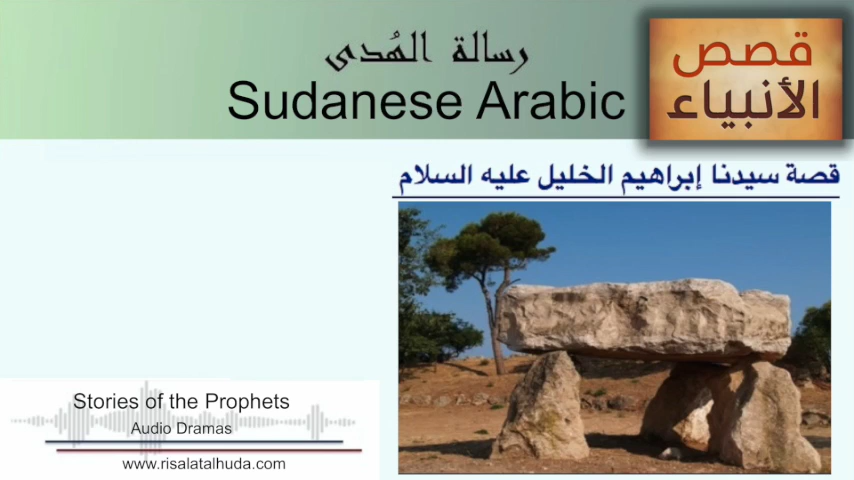 رسالة الهُدى
Sudanese Arabic
قصص
الأنبياء
قصة سيدنا إبراهيم الخليل عليه السلام
Stories of the Prophets
Audio Dramas
www.risalatalhuda.com